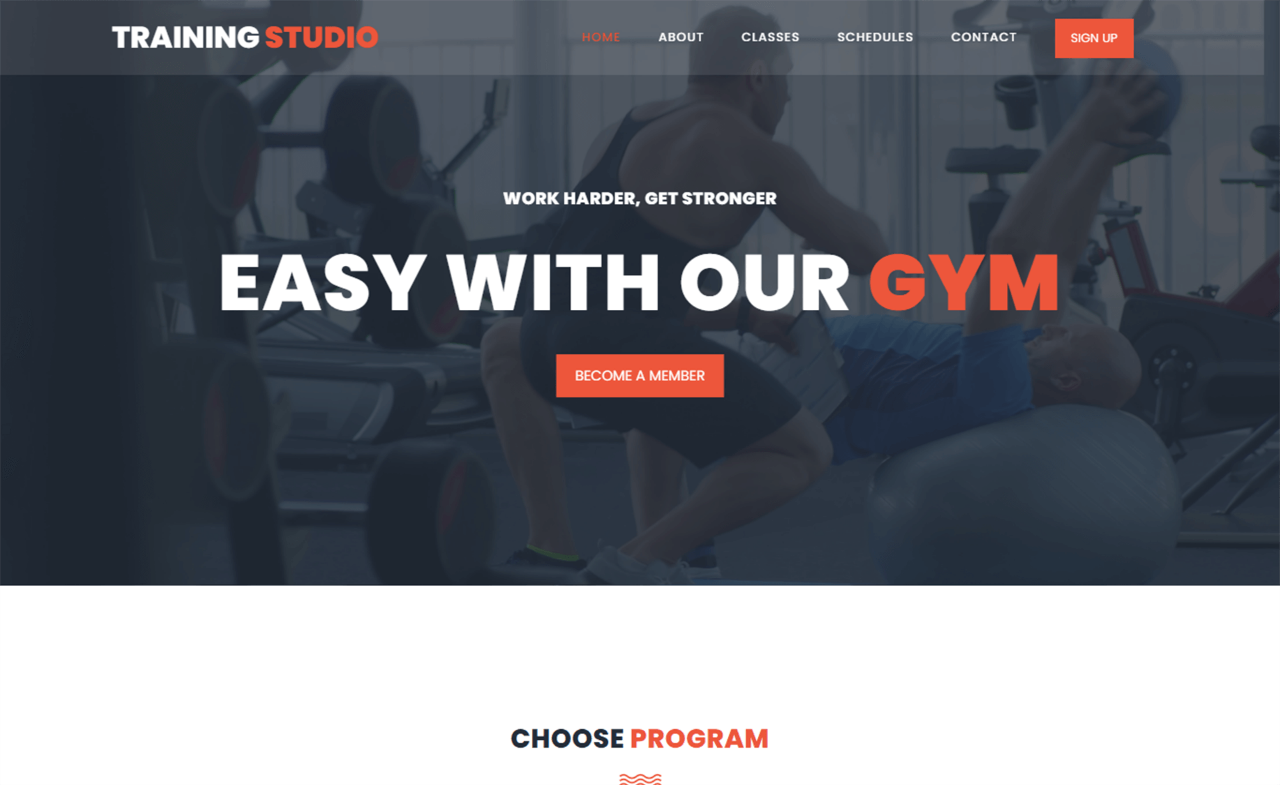 TRAINING STUDIO
HOME
ABOUT
CLASSES
SCHEDULES
CONTACT
SIGN UP
WORK HARDER, GET STRONGER
EASY WITH OUR GYM
BECOME A MEMBER
CHOOSE PROGRAM